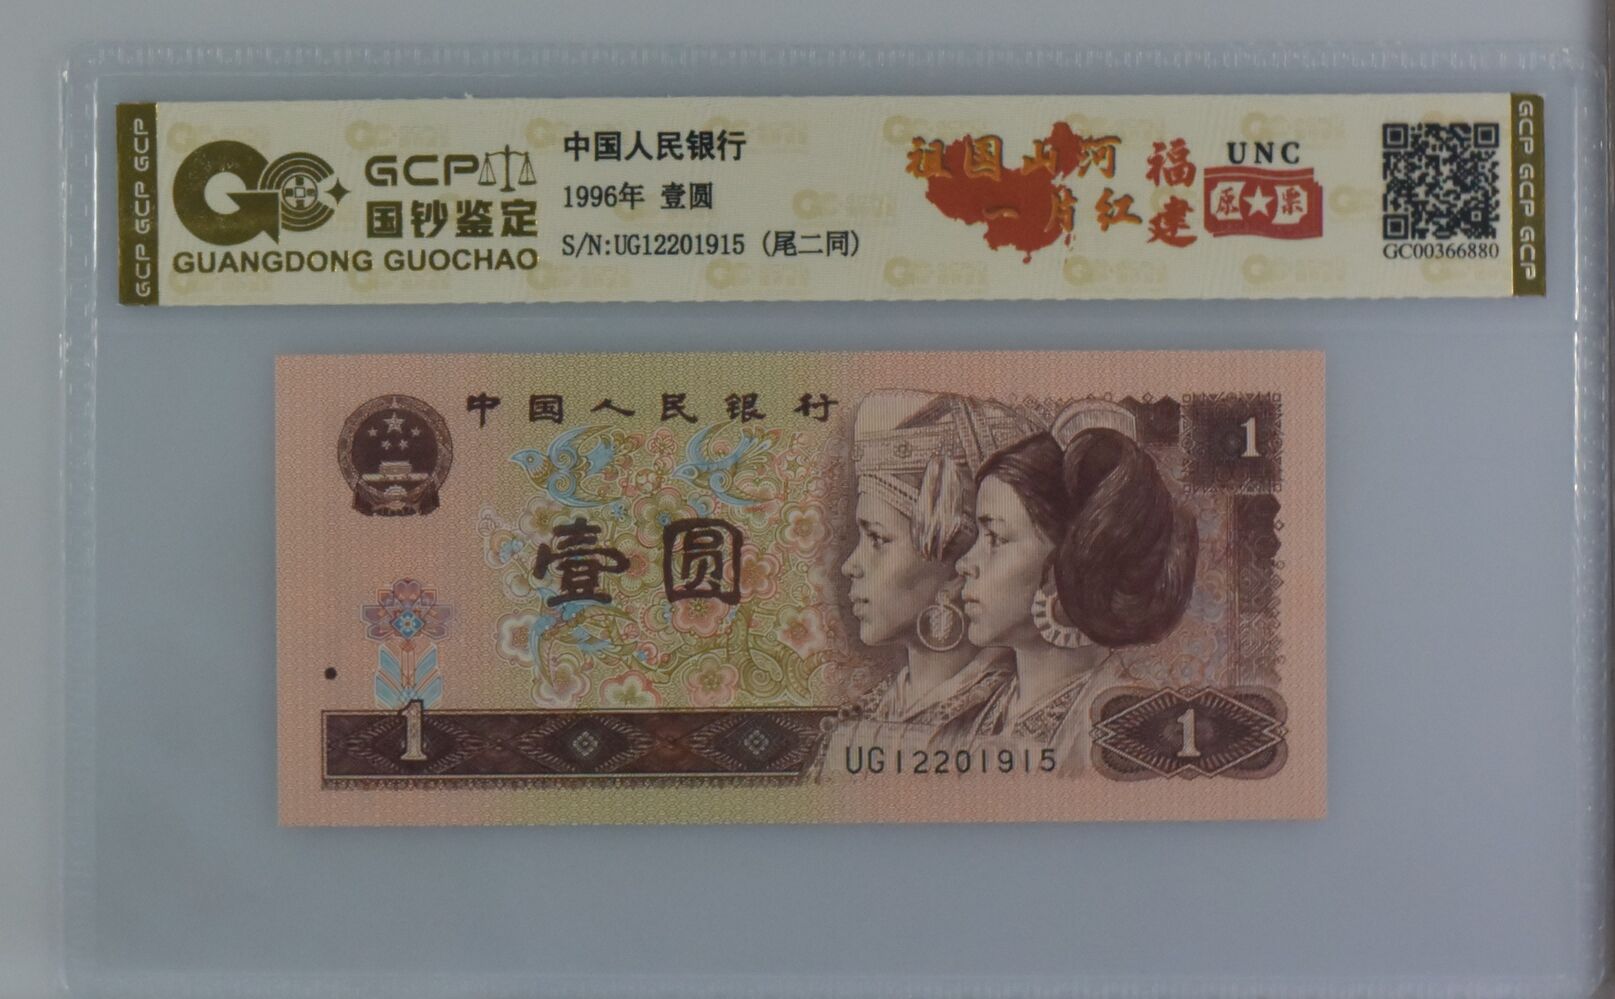 GCP GCP GCP
GCP
国钞鉴定
GUANGDONG GUOCHAO
中国人民银行
1996年 壹圆
S/N:UG12201915 (尾二同)
祖国山河
一片红
福建
UNC
原★票
GC00366880
GCP GCP GCP
中国人民银行
1
壹圆
1
1
UG12201915